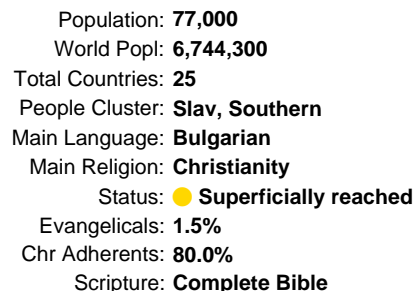 Population: 77,000
World Popl: 6,744,300
Total Countries: 25
People Cluster: Slav, Southern
Main Language: Bulgarian
Main Religion: Christianity
Status: Superficially reached
Evangelicals: 1.5%
Chr Adherents: 80.0%
Scripture: Complete Bible